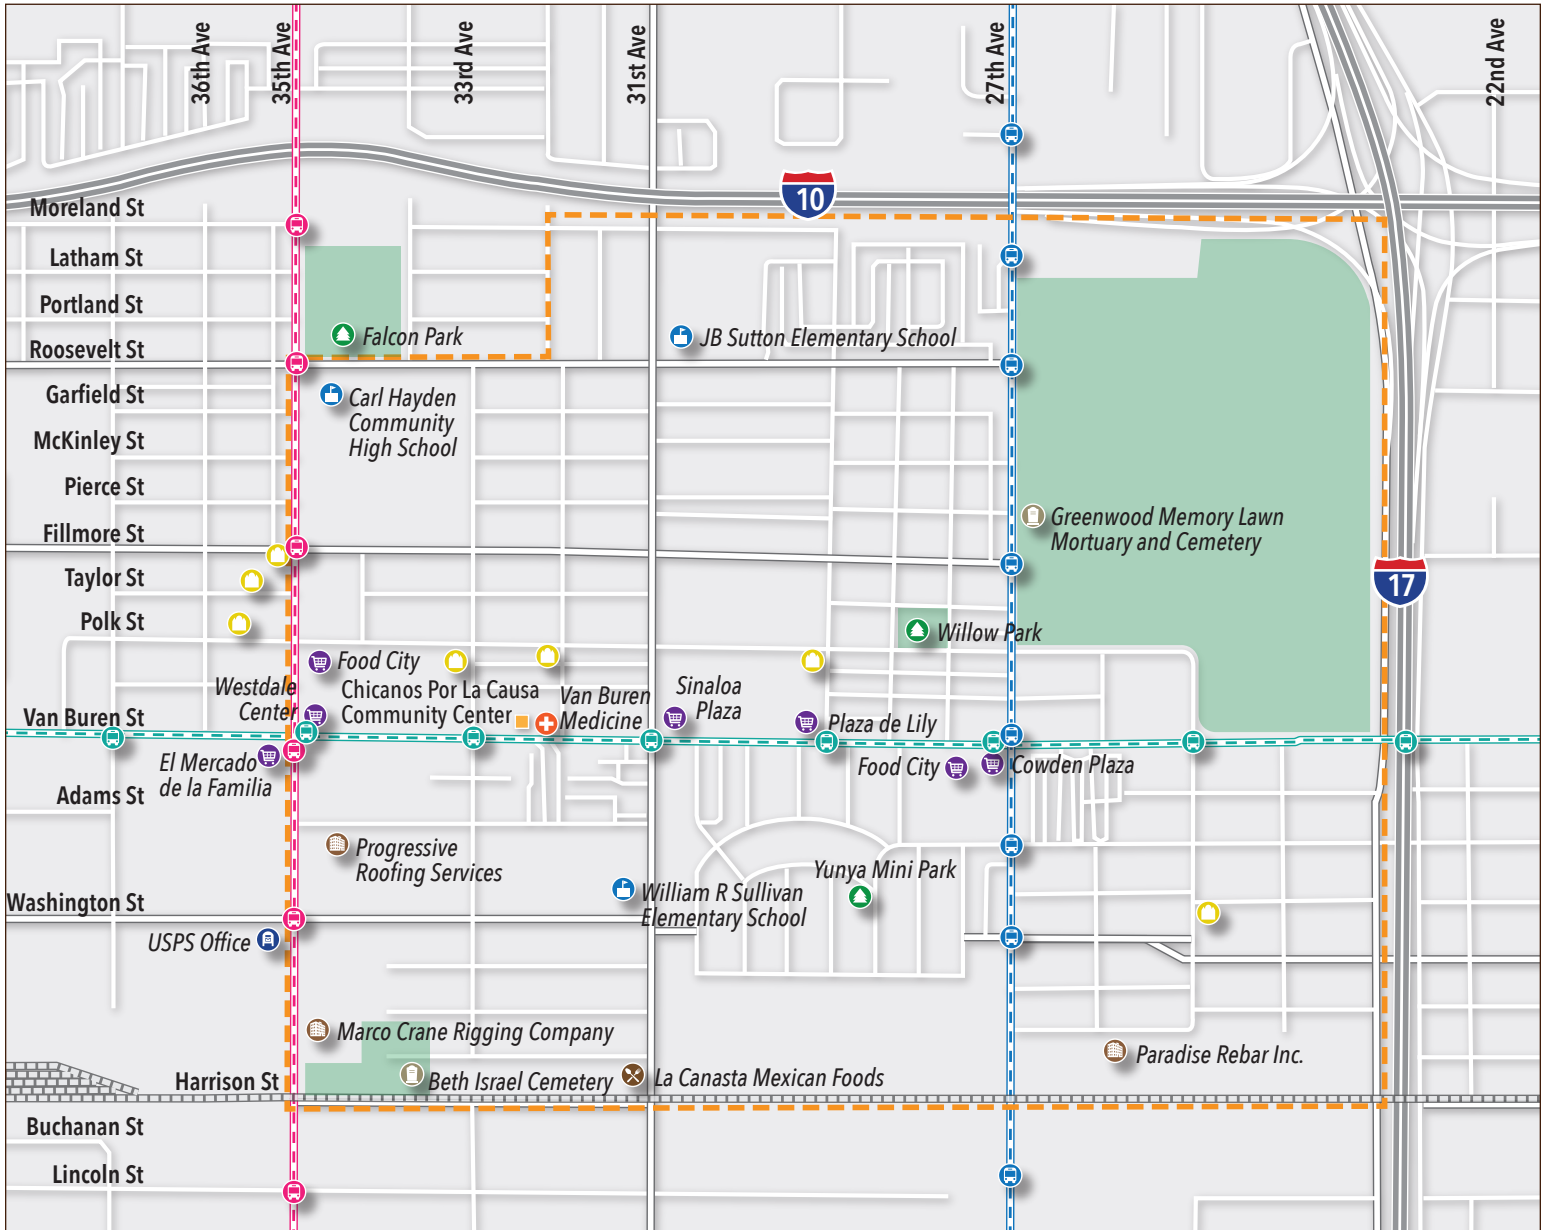 36th Ave
35th Ave
33rd Ave
31st Ave
27th Ave
22nd Ave
10
Moreland St
Latham St
Portland St
Falcon Park
JB Sutton Elementary School
Roosevelt St
Garfield St
Carl Hayden
Community
High School
McKinley St
Pierce St
Greenwood Memory Lawn
Mortuary and Cemetery
Fillmore St
Taylor St
17
Polk St
Willow Park
Food City
Westdale
Center
Chicanos Por La Causa
Community Center
Van Buren
Medicine
Sinaloa
Plaza
Van Buren St
Plaza de Lily
El Mercado
de la Familia
Food City
Cowden Plaza
Adams St
Progressive
Roofing Services
Yunya Mini Park
William R Sullivan
Elementary School
Washington St
USPS Office
Marco Crane Rigging Company
Paradise Rebar Inc.
Harrison St
Beth Israel Cemetery
La Canasta Mexican Foods
Buchanan St
Lincoln St